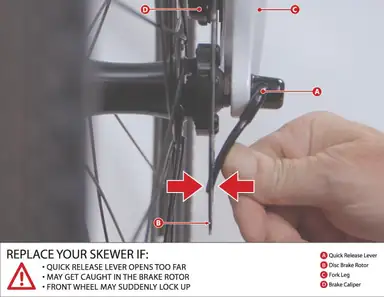 D
C
A
B
REPLACE YOUR SKEWER IF:
• QUICK RELEASE LEVER OPENS TOO FAR
• MAY GET CAUGHT IN THE BRAKE ROTOR
• FRONT WHEEL MAY SUDDENLY LOCK UP
A Quick Release Lever
B Disc Brake Rotor
C Fork Leg
D Brake Caliper